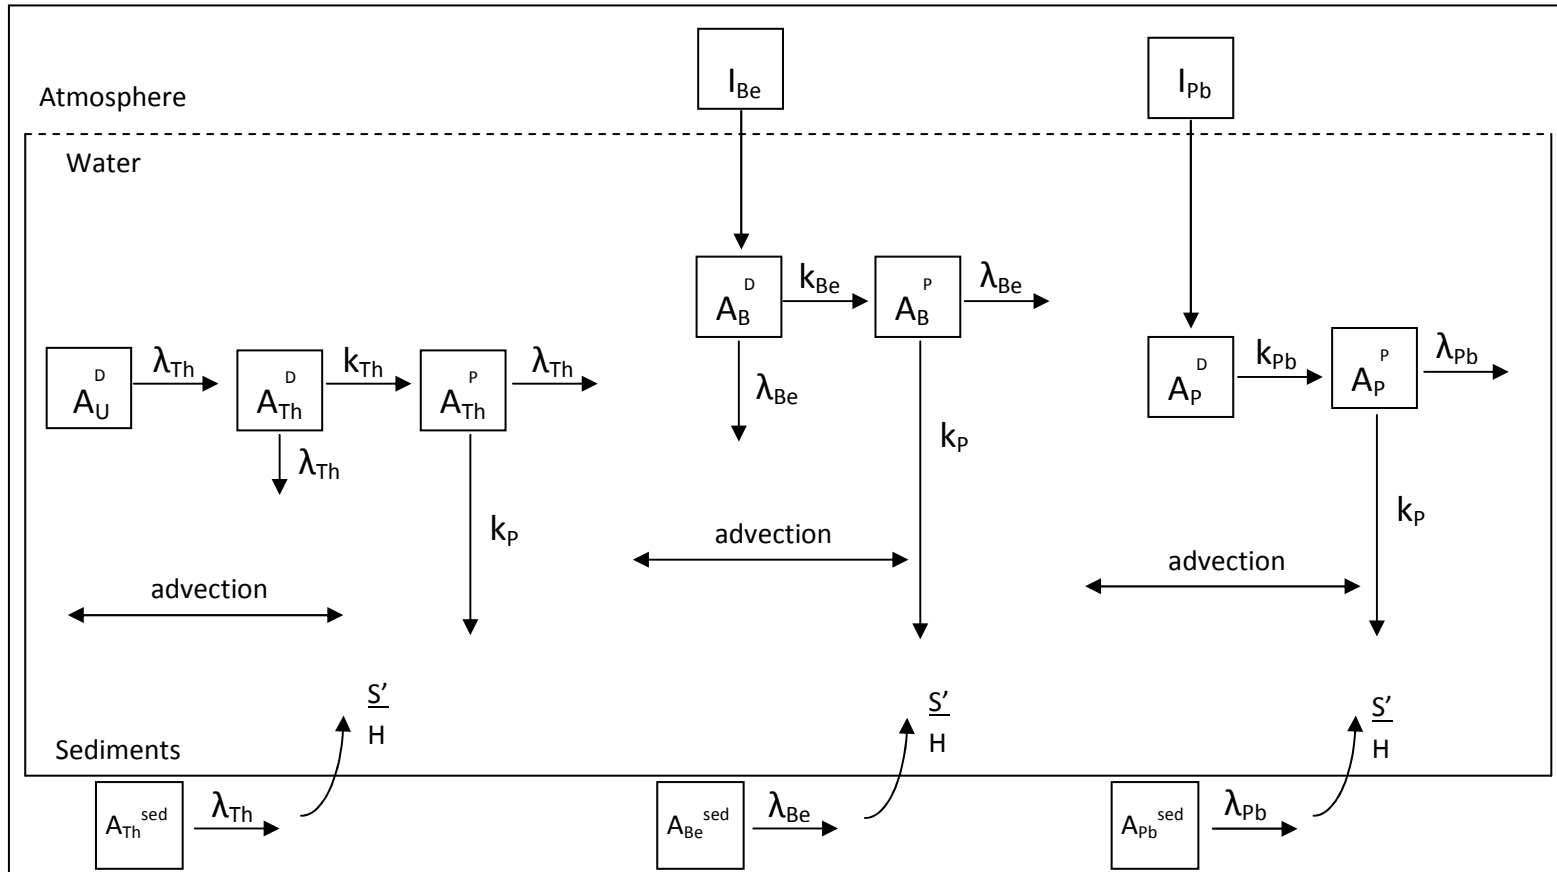 I_Be
I_Pb
Atmosphere
Water
A_B^D
k_Be
A_B^P
λ_Be
λ_Be
k_P
A_U^D
λ_Th
A_Th^D
k_Th
A_Th^P
λ_Th
λ_Th
k_P
A_P^D
k_Pb
A_P^P
λ_Pb
k_P
advection
advection
advection
S’
H
S’
H
S’
H
Sediments
A_Th^sed
λ_Th
A_Be^sed
λ_Be
A_Pb^sed
λ_Pb